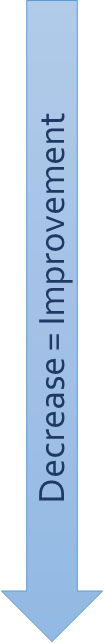 Decrease = Improvement